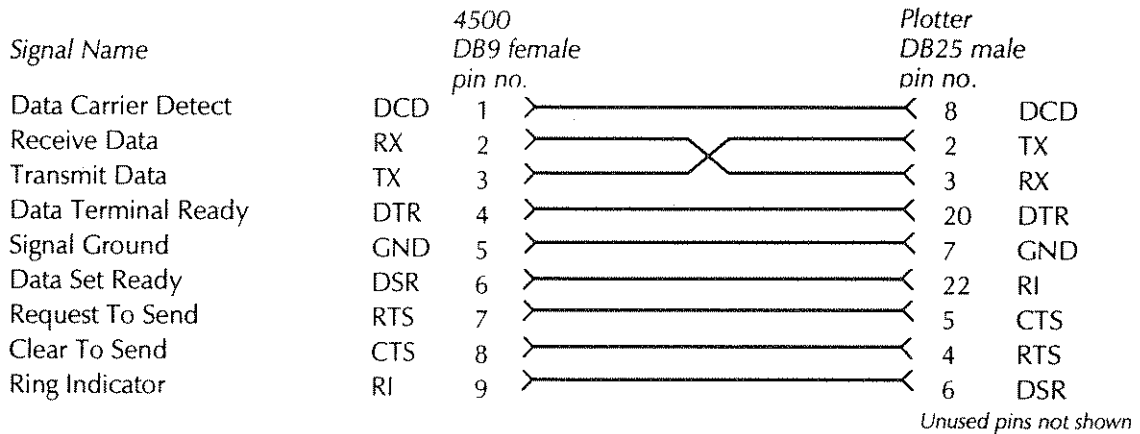 4500 Plotter
Signal Name DB9 female DB25 male
pin no. pin no.
Data Carrier Detect DCD 1 8 DCD
Receive Data RX 2 2 TX
Transmit Data TX 3 3 RX
Data Terminal Ready DTR 4 20 DTR
Signal Ground GND 5 7 GND
Data Set Ready DSR 6 22 RI
Request To Send RTS 7 5 CTS
Clear To Send CTS 8 4 RTS
Ring Indicator RI 9 6 DSR
Unused pins not shown